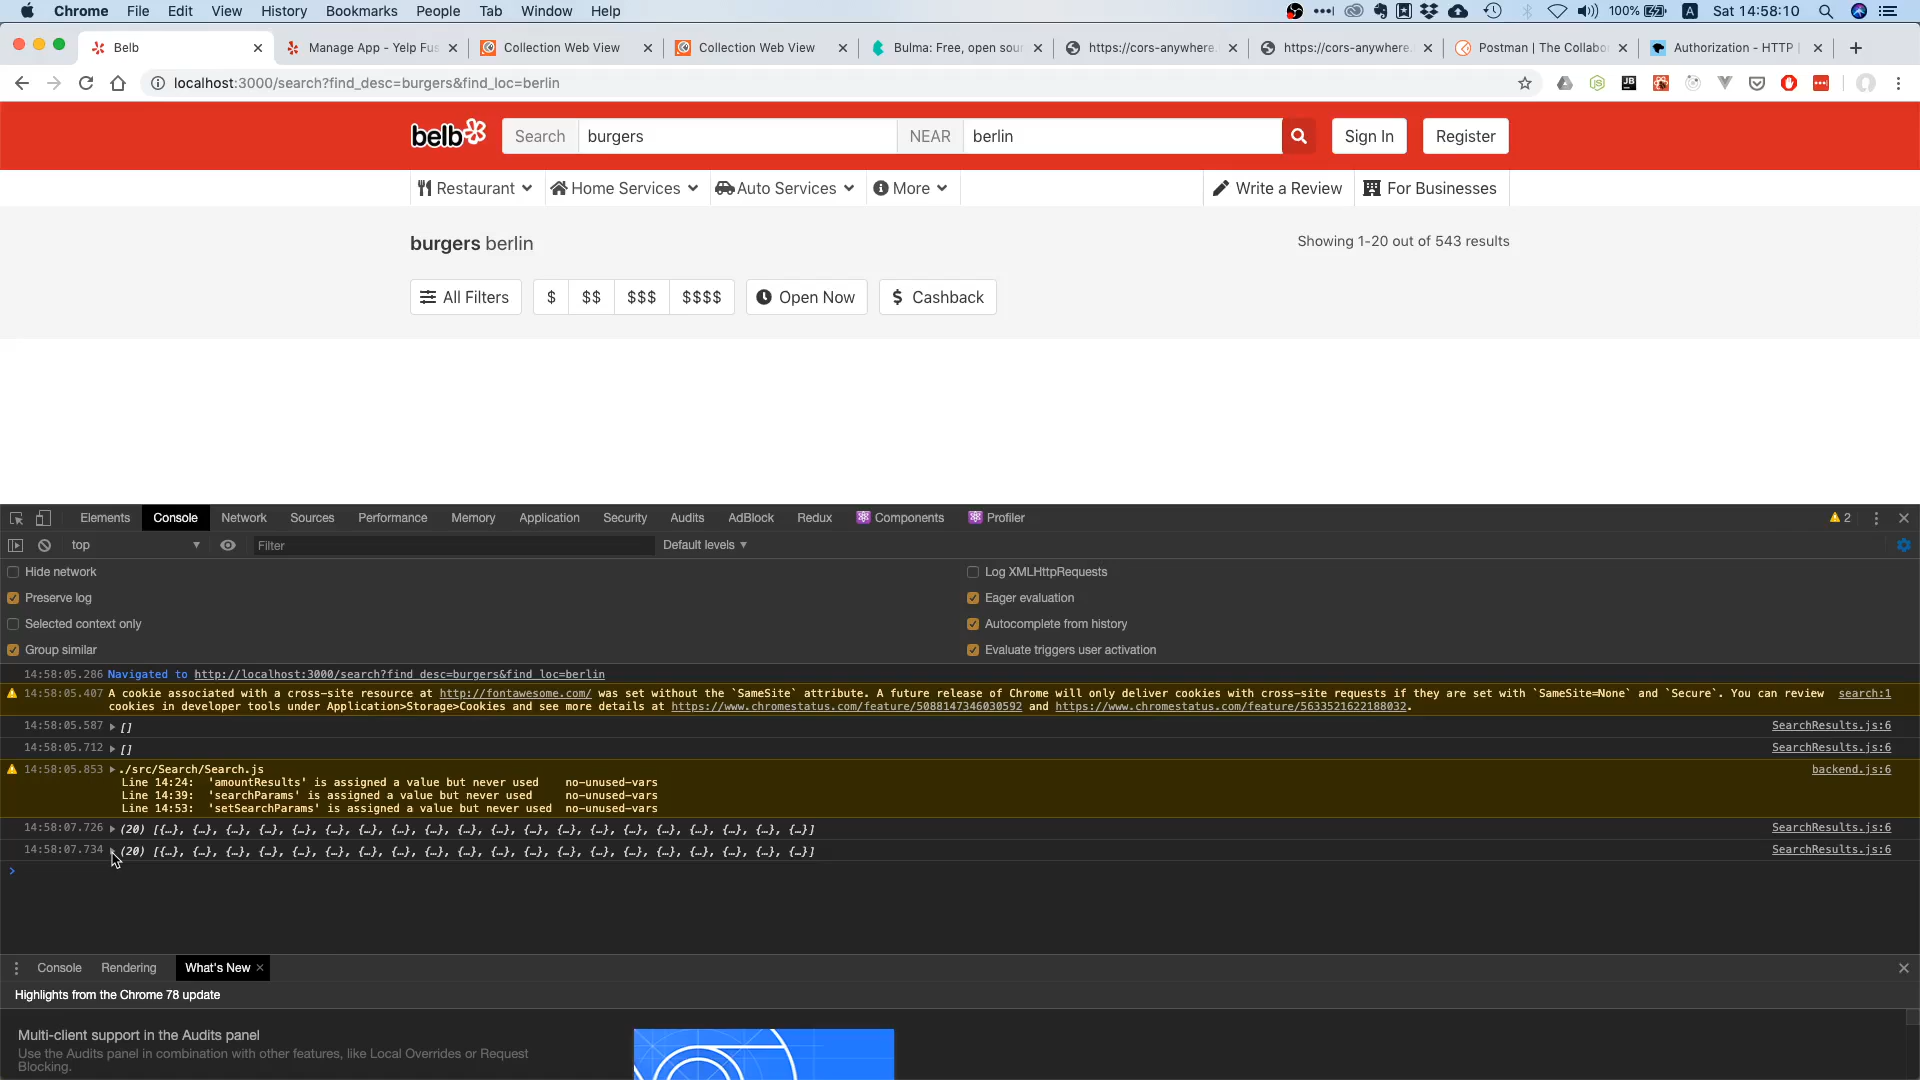 Chrome File Edit View History Bookmarks People Tab Window Help 100% A Sat 14:58:10
Belb Manage App - Yelp Fus Collection Web View Collection Web View Bulma: Free, open sour https://cors-anywhere. https://cors-anywhere. Postman | The Collabo Authorization - HTTP |
localhost:3000/search?find_desc=burgers&find_loc=berlin
belb Search burgers NEAR berlin Sign In Register
Restaurant Home Services Auto Services More Write a Review For Businesses
burgers berlin Showing 1-20 out of 543 results
All Filters $ $$ $$$ $$$$ Open Now $ Cashback
Elements Console Network Sources Performance Memory Application Security Audits AdBlock Redux Components Profiler 2
top Filter Default levels
Hide network Log XMLHttpRequests
Preserve log Eager evaluation
Selected context only Autocomplete from history
Group similar Evaluate triggers user activation
14:58:05.286 Navigated to http://localhost:3000/search?find_desc=burgers&find_loc=berlin
14:58:05.407 A cookie associated with a cross-site resource at http://fontawesome.com/ was set without the `SameSite` attribute. A future release of Chrome will only deliver cookies with cross-site requests if they are set with `SameSite=None` and `Secure`. You can review search:1
cookies in developer tools under Application>Storage>Cookies and see more details at https://www.chromestatus.com/feature/5088147346030592 and https://www.chromestatus.com/feature/5633521622188032.
14:58:05.587 [] SearchResults.js:6
14:58:05.712 [] SearchResults.js:6
14:58:05.853 ./src/Search/Search.js backend.js:6
Line 14:24: 'amountResults' is assigned a value but never used no-unused-vars
Line 14:39: 'searchParams' is assigned a value but never used no-unused-vars
Line 14:53: 'setSearchParams' is assigned a value but never used no-unused-vars
14:58:07.726 (20) [{…}, {…}, {…}, {…}, {…}, {…}, {…}, {…}, {…}, {…}, {…}, {…}, {…}, {…}, {…}, {…}, {…}, {…}, {…}, {…}] SearchResults.js:6
14:58:07.734 (20) [{…}, {…}, {…}, {…}, {…}, {…}, {…}, {…}, {…}, {…}, {…}, {…}, {…}, {…}, {…}, {…}, {…}, {…}, {…}, {…}] SearchResults.js:6
Console Rendering What's New
Highlights from the Chrome 78 update
Multi-client support in the Audits panel
Use the Audits panel in combination with other features, like Local Overrides or Request
Blocking.